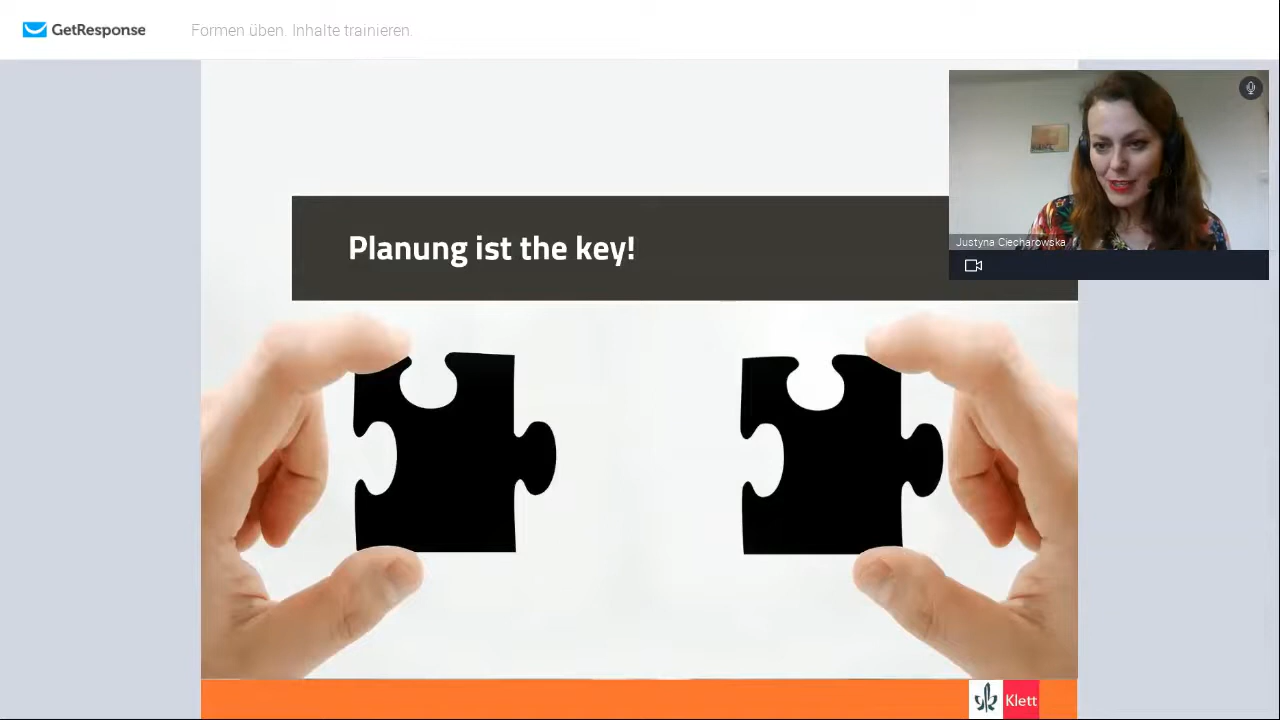 GetResponse
Formen üben. Inhalte trainieren.
Justyna Ciecharowska
Planung ist the key!
Klett